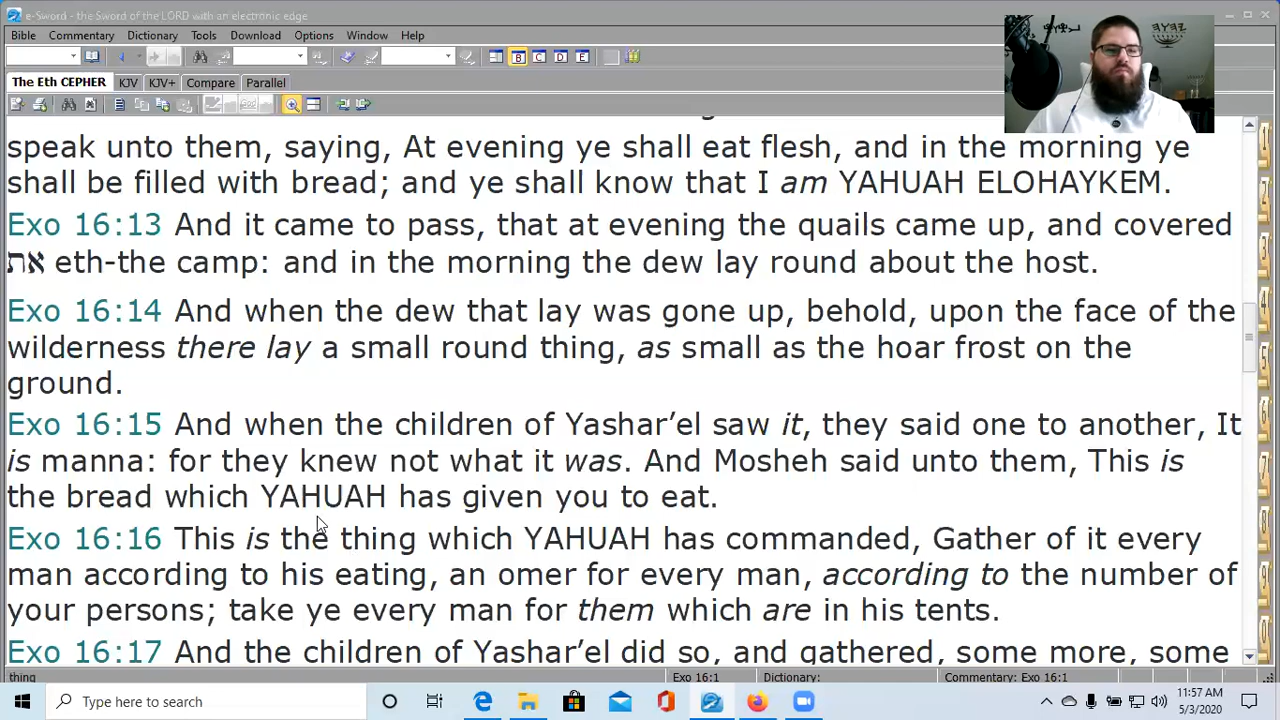 e-Sword - the Sword of the LORD with an electronic edge
Bible Commentary Dictionary Tools Download Options Window Help
B C D E
The Eth CEPHER KJV KJV+ Compare Parallel
speak unto them, saying, At evening ye shall eat flesh, and in the morning ye
shall be filled with bread; and ye shall know that I am YAHUAH ELOHAYKEM.
Exo 16:13 And it came to pass, that at evening the quails came up, and covered
את eth-the camp: and in the morning the dew lay round about the host.
Exo 16:14 And when the dew that lay was gone up, behold, upon the face of the
wilderness there lay a small round thing, as small as the hoar frost on the
ground.
Exo 16:15 And when the children of Yashar’el saw it, they said one to another, It
is manna: for they knew not what it was. And Mosheh said unto them, This is
the bread which YAHUAH has given you to eat.
Exo 16:16 This is the thing which YAHUAH has commanded, Gather of it every
man according to his eating, an omer for every man, according to the number of
your persons; take ye every man for them which are in his tents.
Exo 16:17 And the children of Yashar’el did so, and gathered, some more, some
thing Exo 16:1 Dictionary: Commentary: Exo 16:1
Type here to search
11:57 AM
5/3/2020